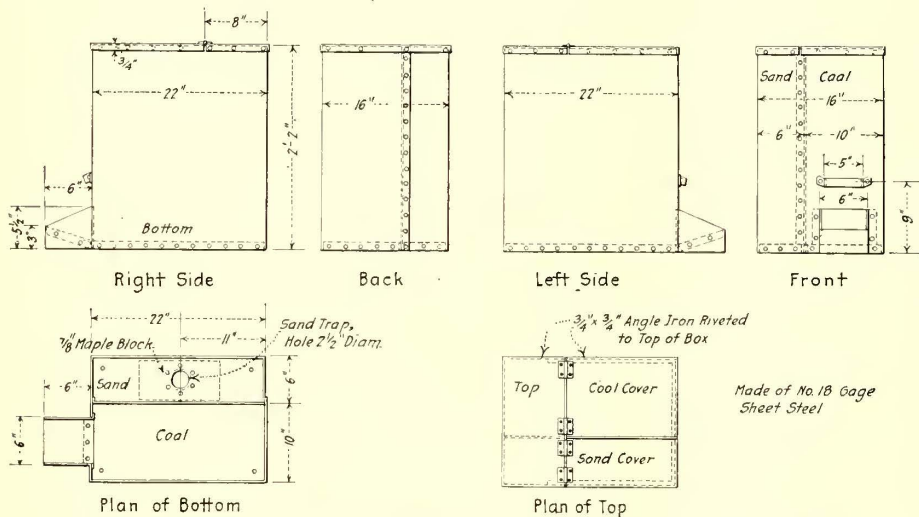 8"
3/4"
22"
2'-2"
6"
5 1/2"
3"
Bottom
Right Side
16"
Back
22"
Left Side
Sand Coal
16"
6" 10"
5"
6"
9"
Front
22"
11"
7/8" Maple Block
Sand Trap,
Hole 2 1/2" Diam.
Sand
6"
6"
Coal
6"
10"
Plan of Bottom
3/4" x 3/4" Angle Iron Riveted
to Top of Box
Top
Coal Cover
Sand Cover
Plan of Top
Made of No. 18 Gage
Sheet Steel